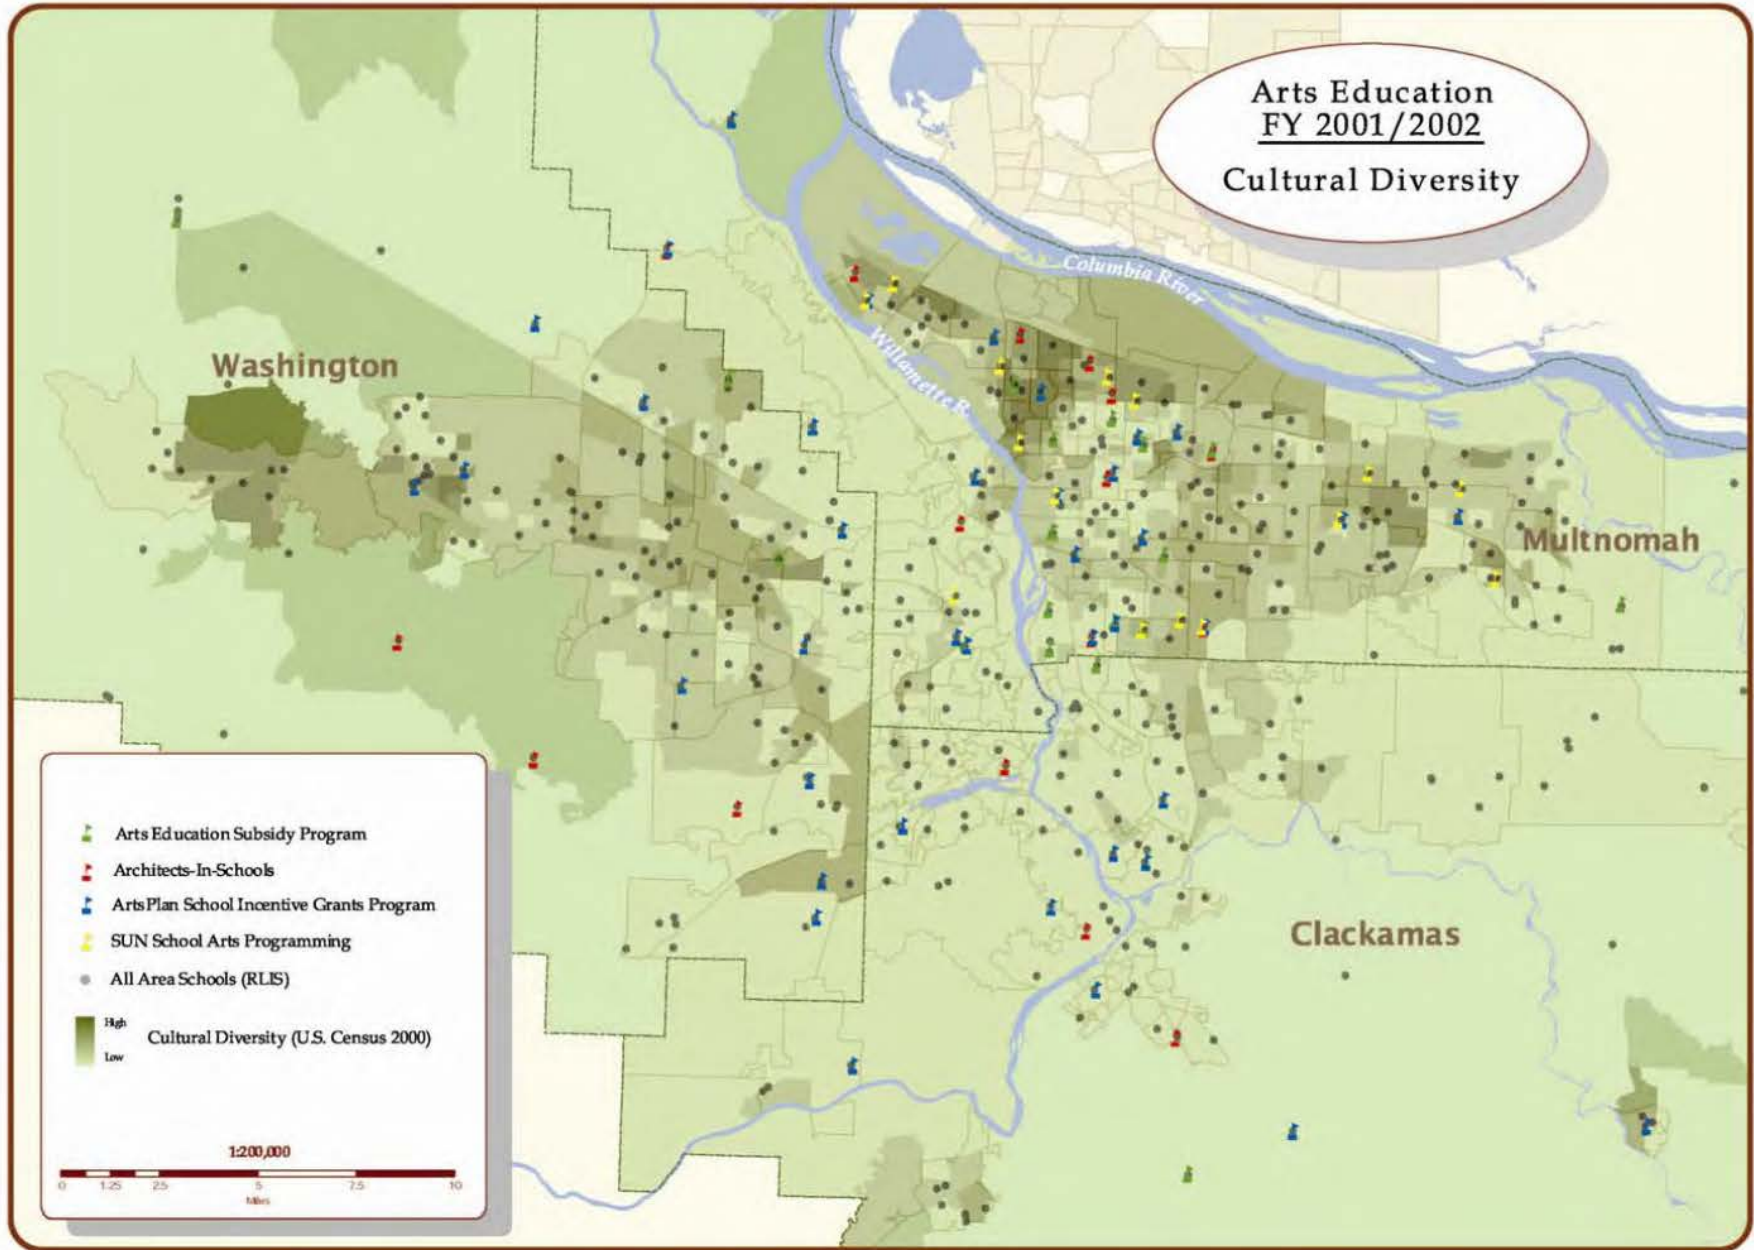 Arts Education
FY 2001/2002
Cultural Diversity
Columbia River
Willamette R.
Washington
Multnomah
Clackamas
Arts Education Subsidy Program
Architects-In-Schools
ArtsPlan School Incentive Grants Program
SUN School Arts Programming
All Area Schools (RLIS)
High
Cultural Diversity (U.S. Census 2000)
Low
1:200,000
0 1.25 2.5 5 7.5 10
Miles